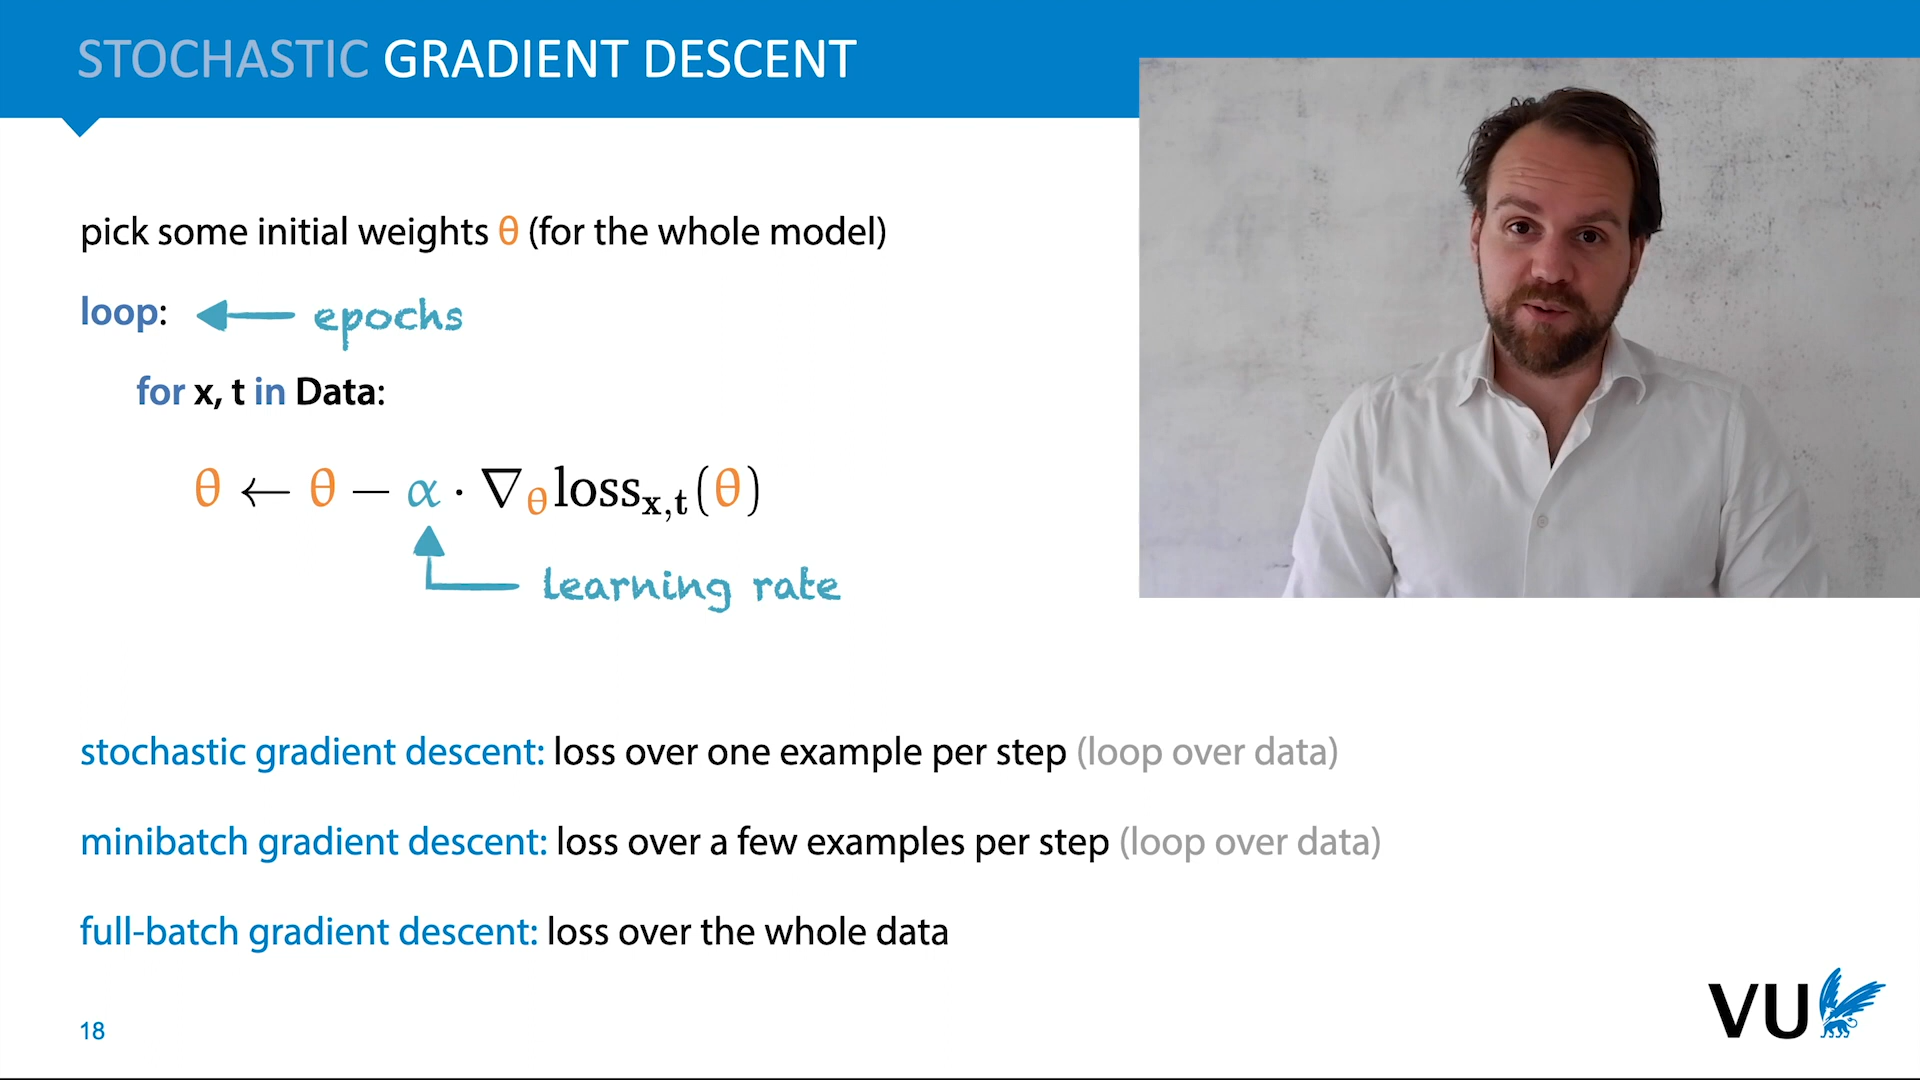 STOCHASTIC GRADIENT DESCENT
pick some initial weights θ (for the whole model)
loop: epochs
for x, t in Data:
θ ← θ − α · ∇θ lossx,t(θ)
learning rate
stochastic gradient descent: loss over one example per step (loop over data)
minibatch gradient descent: loss over a few examples per step (loop over data)
full-batch gradient descent: loss over the whole data
18
VU